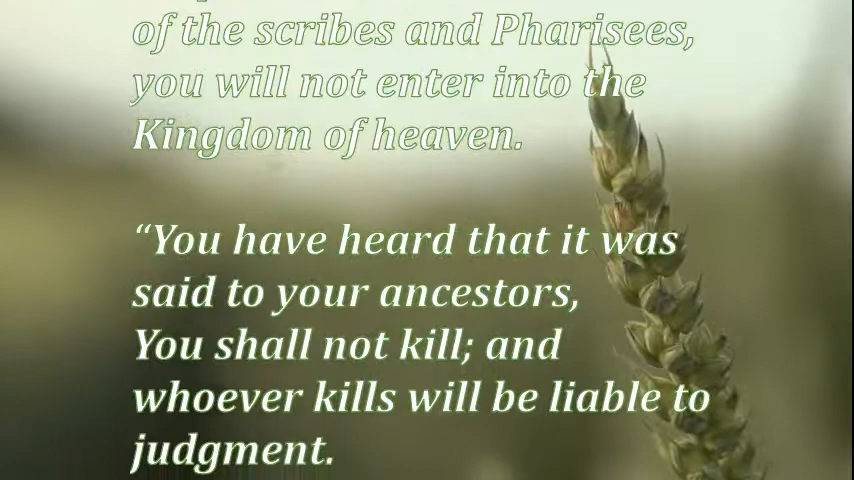 of the scribes and Pharisees,
you will not enter into the
Kingdom of heaven.
“You have heard that it was
said to your ancestors,
You shall not kill; and
whoever kills will be liable to
judgment.